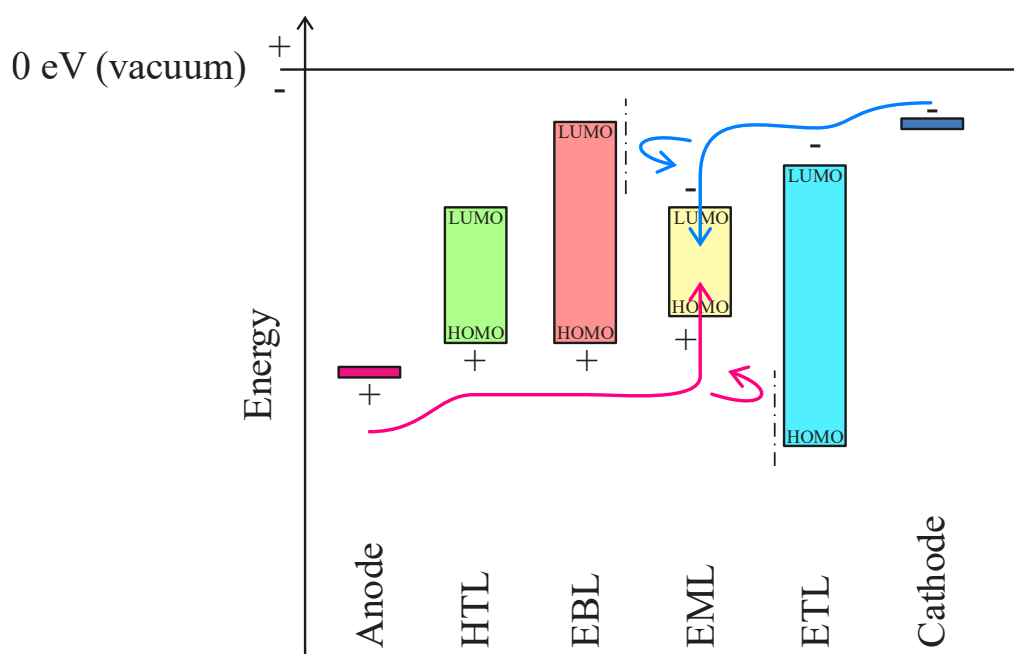 +
0 eV (vacuum)
-
-
LUMO
-
LUMO
-
LUMO
LUMO
HOMO
HOMO
HOMO
+
+
+
+
HOMO
Energy
Anode
HTL
EBL
EML
ETL
Cathode